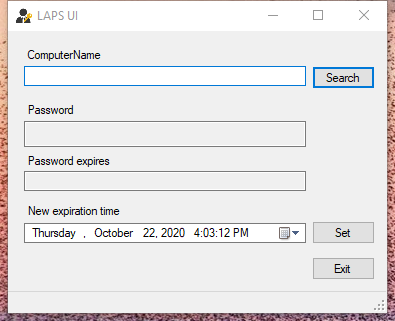 LAPS UI
ComputerName
Search
Password
Password expires
New expiration time
Thursday , October 22, 2020 4:03:12 PM
Set
Exit